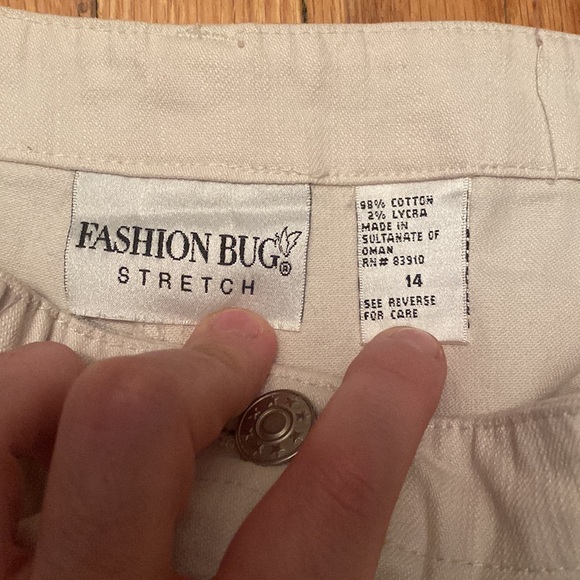 FASHION BUG®
STRETCH
98% COTTON
2% LYCRA
MADE IN
SULTANATE OF
OMAN
RN# 83910
14
SEE REVERSE
FOR CARE